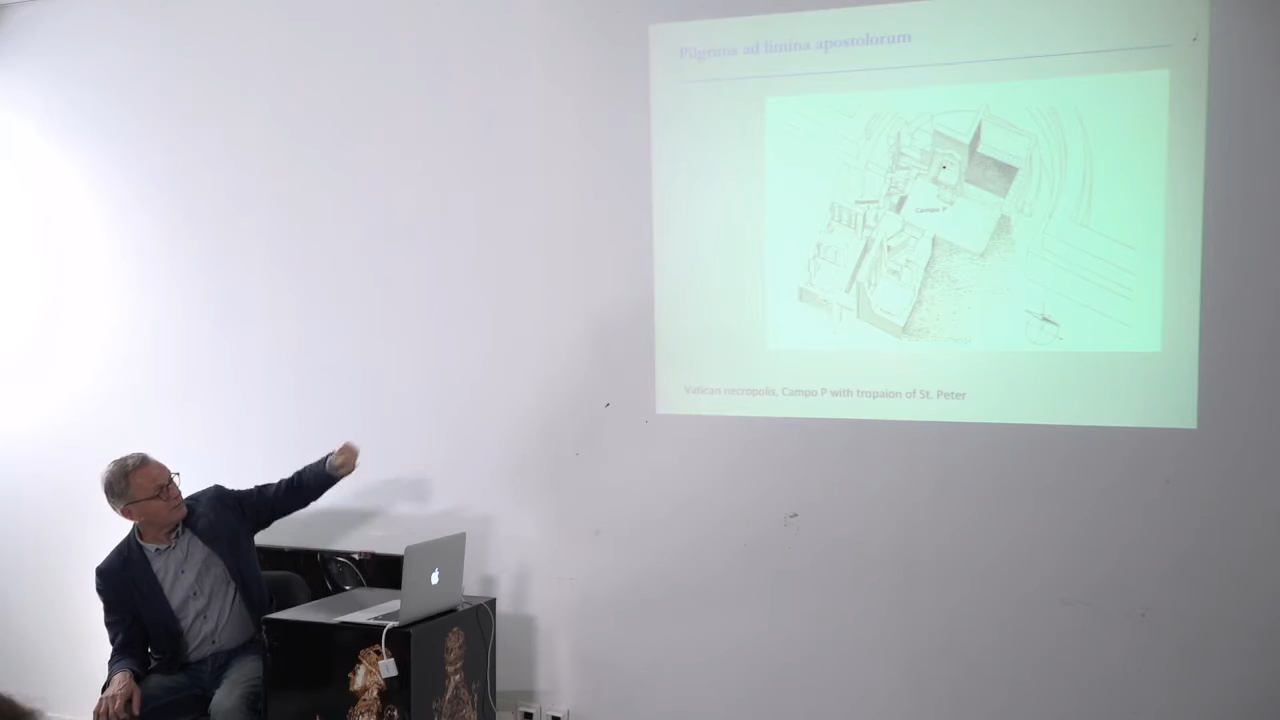 Pilgrims ad limina apostolorum
Campo P
Vatican necropolis, Campo P with tropaion of St. Peter